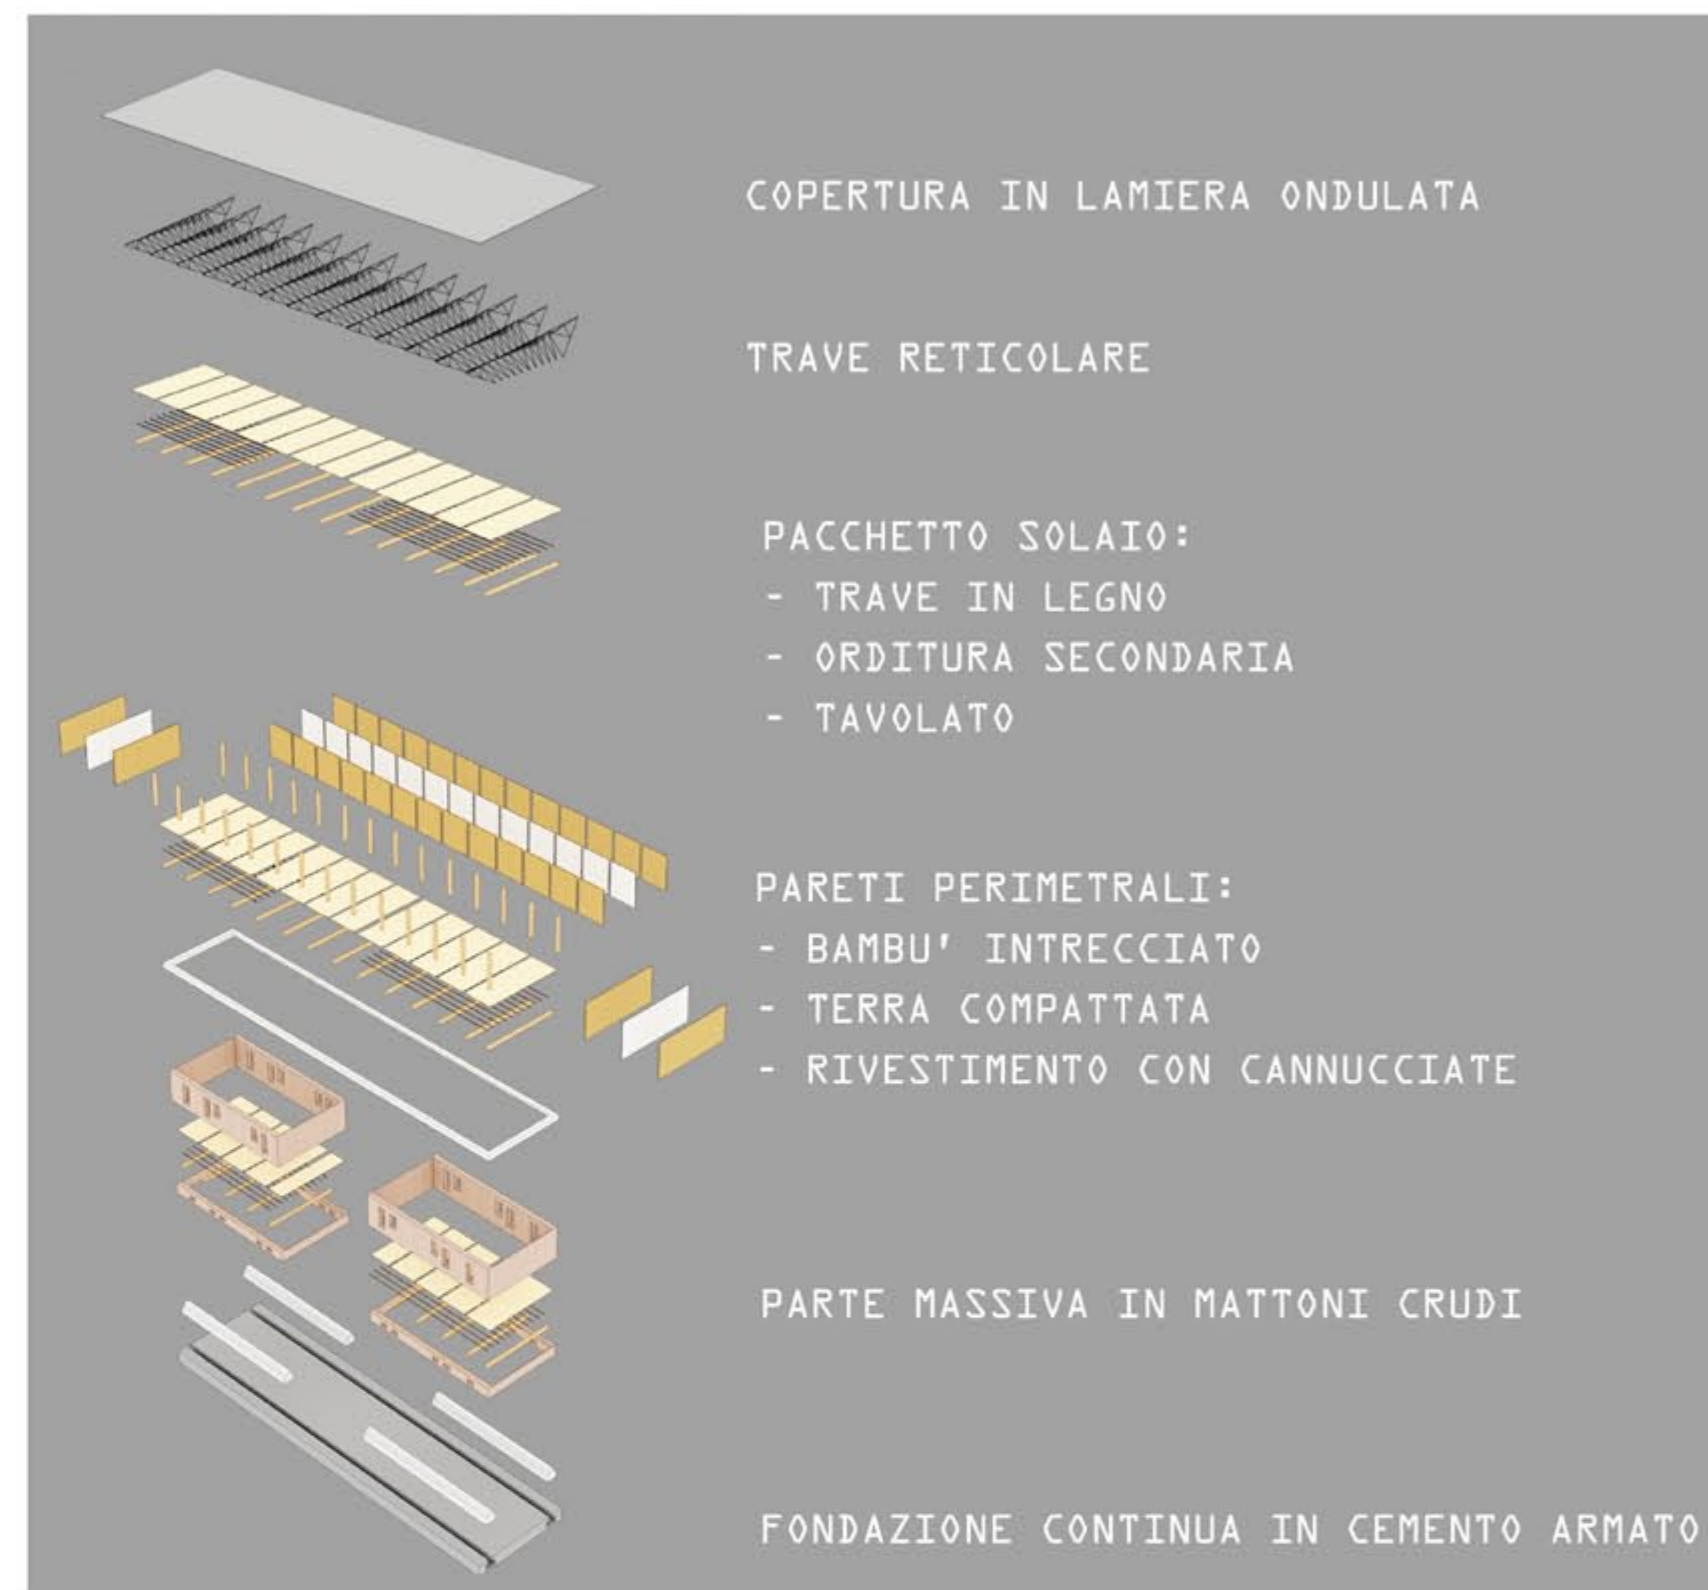 COPERTURA IN LAMIERA ONDULATA
TRAVE RETICOLARE
PACCHETTO SOLAIO:
- TRAVE IN LEGNO
- ORDITURA SECONDARIA
- TAVOLATO
PARETI PERIMETRALI:
- BAMBU' INTRECCIATO
- TERRA COMPATTATA
- RIVESTIMENTO CON CANNUCCIATE
PARTE MASSIVA IN MATTONI CRUDI
FONDAZIONE CONTINUA IN CEMENTO ARMATO